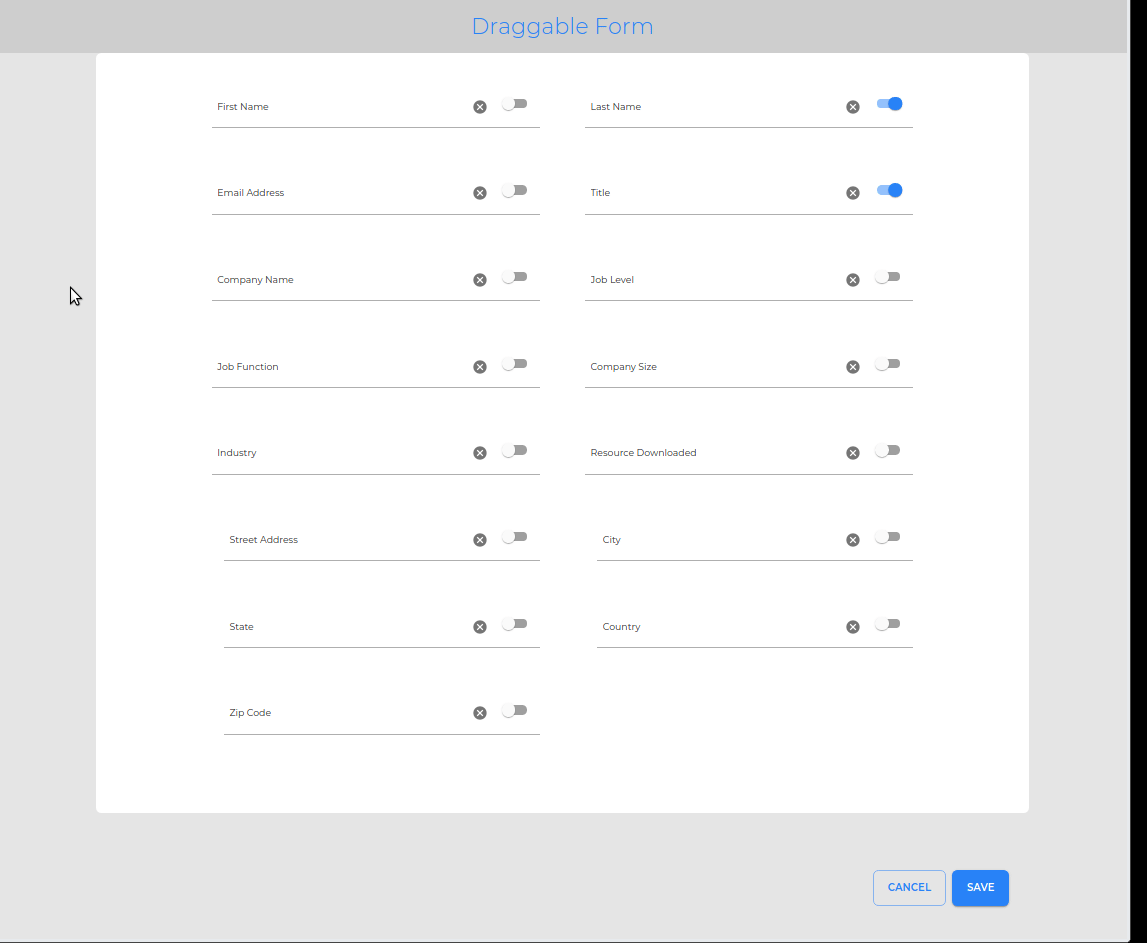 Draggable Form
First Name
Last Name
Email Address
Title
Company Name
Job Level
Job Function
Company Size
Industry
Resource Downloaded
Street Address
City
State
Country
Zip Code
CANCEL
SAVE